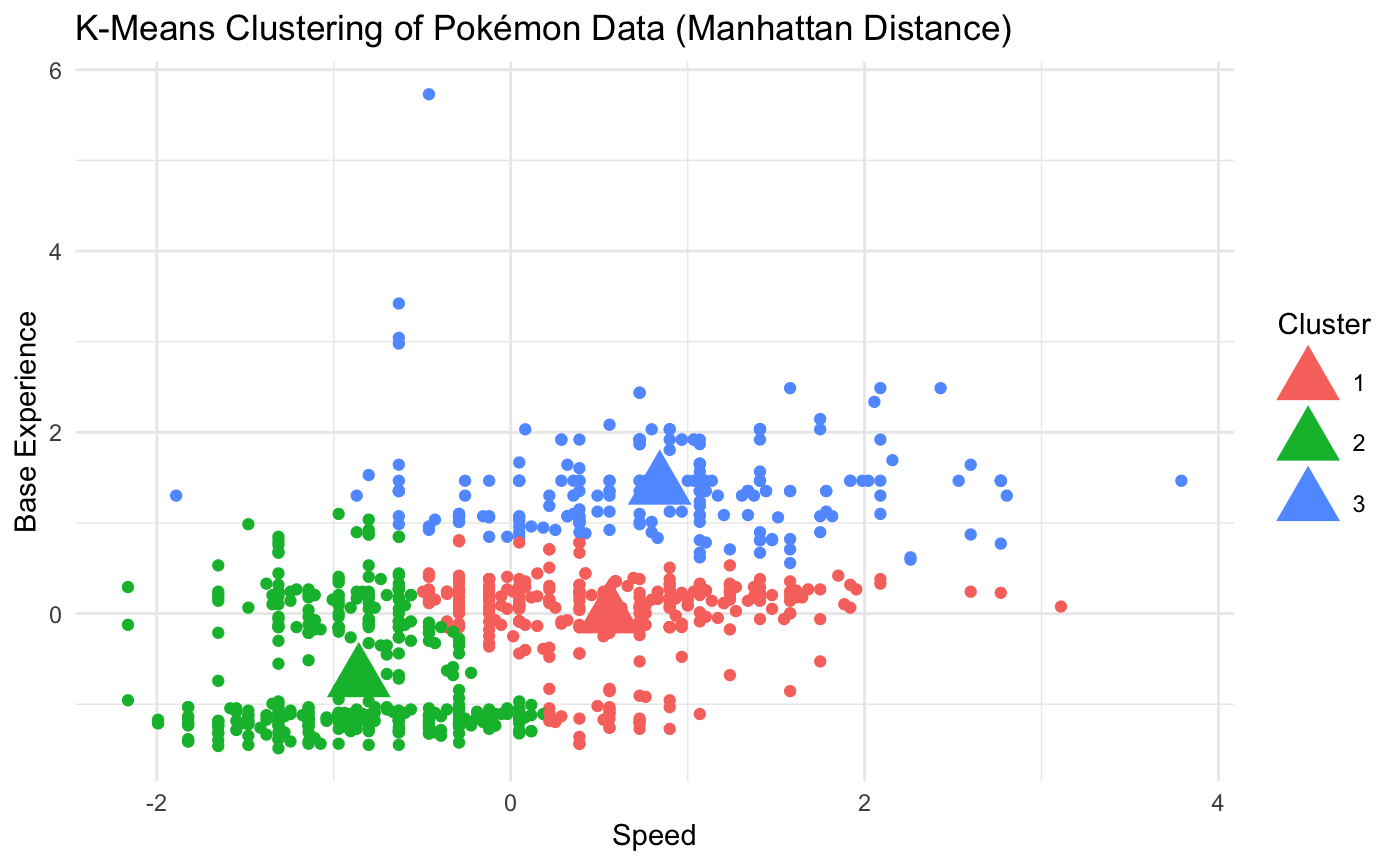 K-Means Clustering of Pokémon Data (Manhattan Distance)
6
4
2
0
Base Experience
-2
0
2
4
Speed
Cluster
1
2
3